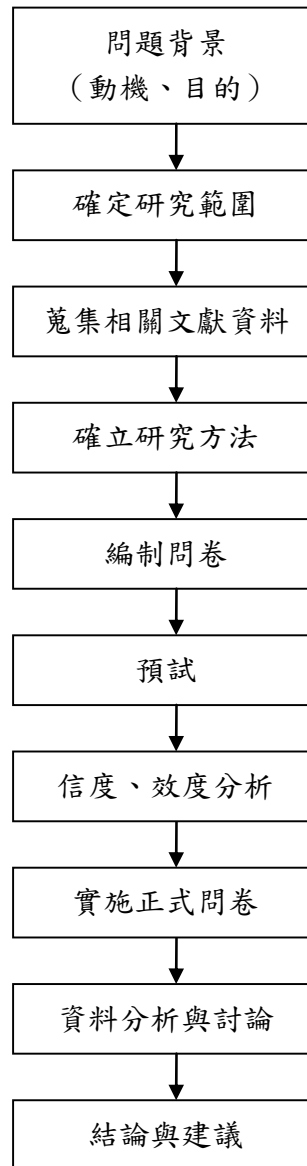 問題背景
（動機、目的）
確定研究範圍
蒐集相關文獻資料
確立研究方法
編制問卷
預試
信度、效度分析
實施正式問卷
資料分析與討論
結論與建議